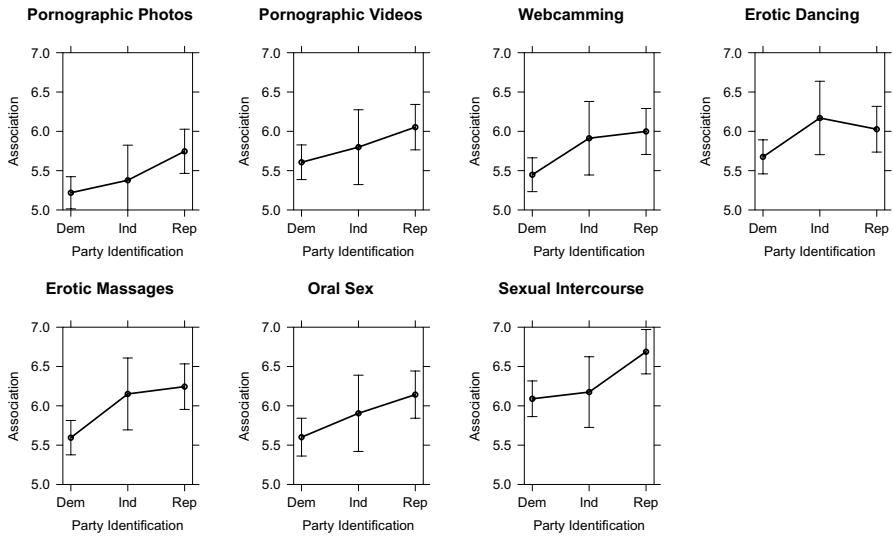 Pornographic Photos
7.0
6.5
6.0
5.5
5.0
Association
Dem Ind Rep
Party Identification
Pornographic Videos
7.0
6.5
6.0
5.5
5.0
Association
Dem Ind Rep
Party Identification
Webcamming
7.0
6.5
6.0
5.5
5.0
Association
Dem Ind Rep
Party Identification
Erotic Dancing
7.0
6.5
6.0
5.5
5.0
Association
Dem Ind Rep
Party Identification
Erotic Massages
7.0
6.5
6.0
5.5
5.0
Association
Dem Ind Rep
Party Identification
Oral Sex
7.0
6.5
6.0
5.5
5.0
Association
Dem Ind Rep
Party Identification
Sexual Intercourse
7.0
6.5
6.0
5.5
5.0
Association
Dem Ind Rep
Party Identification